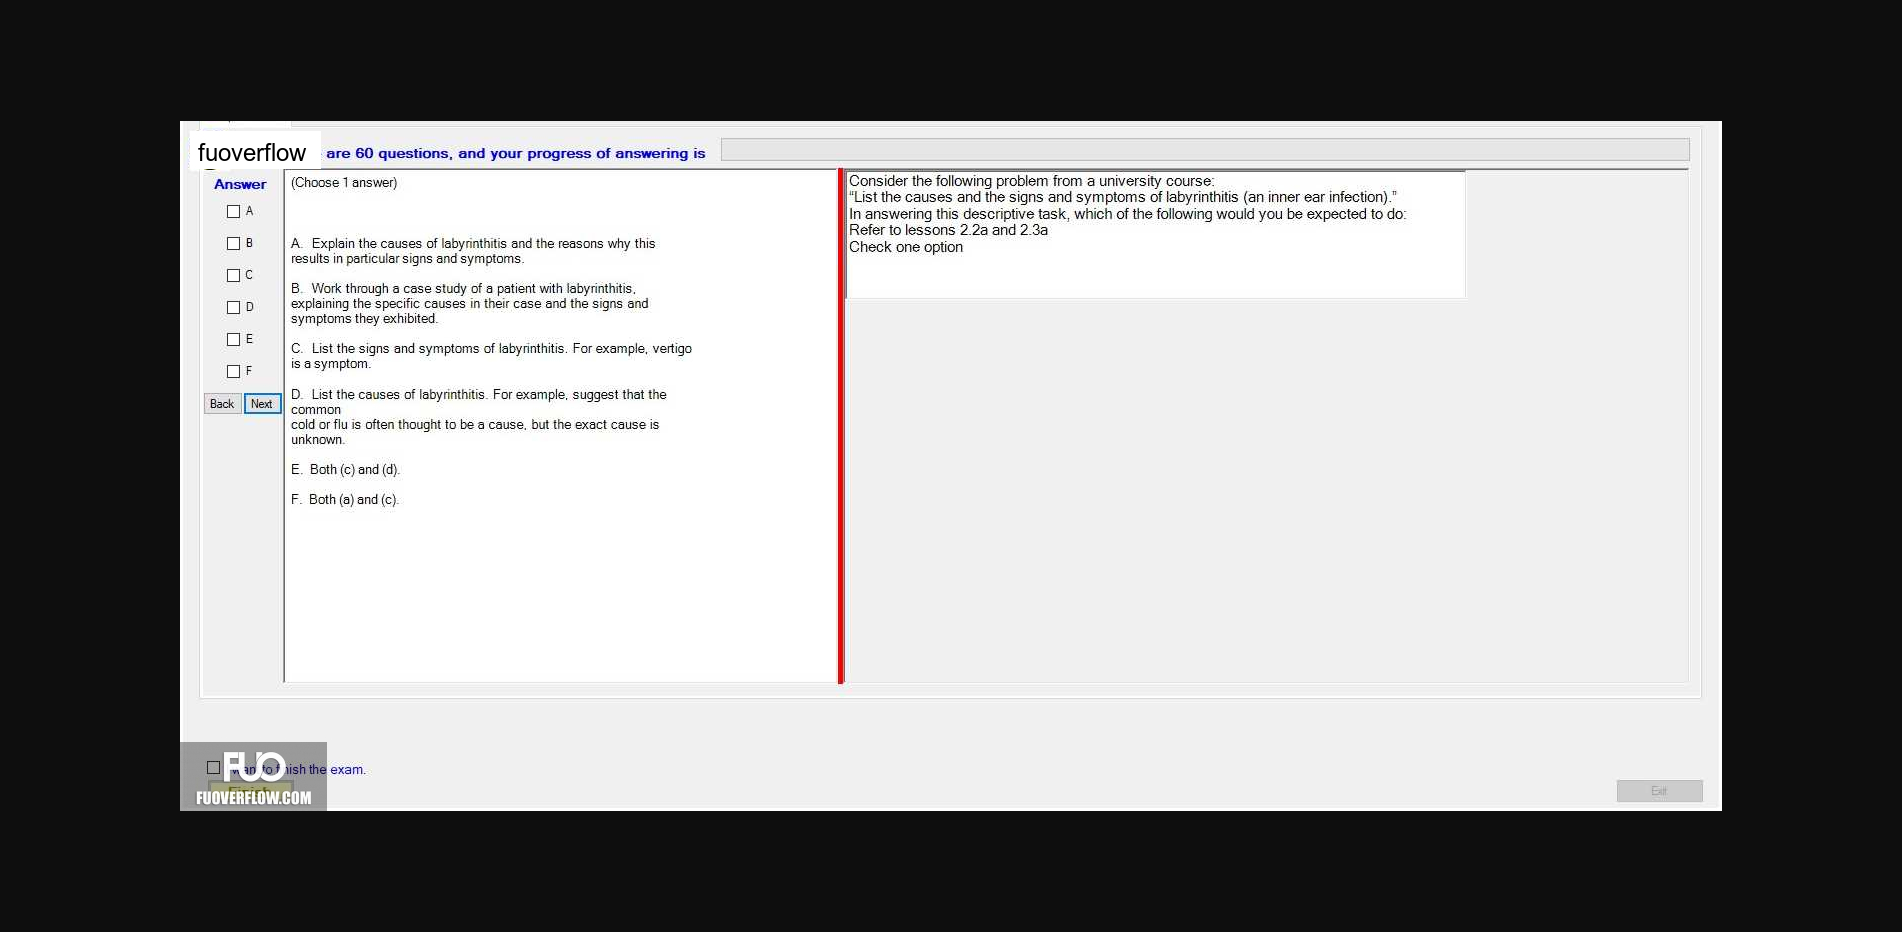 fuoverflow are 60 questions, and your progress of answering is
Answer
A
B
C
D
E
F
Back Next
(Choose 1 answer)
A. Explain the causes of labyrinthitis and the reasons why this
results in particular signs and symptoms.
B. Work through a case study of a patient with labyrinthitis,
explaining the specific causes in their case and the signs and
symptoms they exhibited.
C. List the signs and symptoms of labyrinthitis. For example, vertigo
is a symptom.
D. List the causes of labyrinthitis. For example, suggest that the
common
cold or flu is often thought to be a cause, but the exact cause is
unknown.
E. Both (c) and (d).
F. Both (a) and (c).
Consider the following problem from a university course:
“List the causes and the signs and symptoms of labyrinthitis (an inner ear infection).”
In answering this descriptive task, which of the following would you be expected to do:
Refer to lessons 2.2a and 2.3a
Check one option
FUO
want to finish the exam.
Finish
FUOVERFLOW.COM
Exit